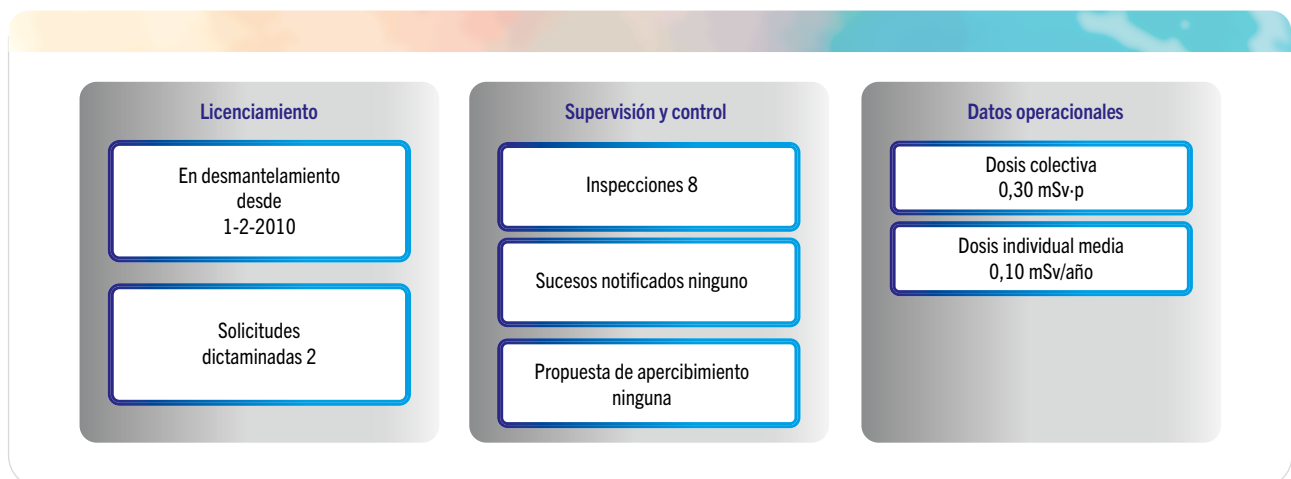 Licenciamiento
En desmantelamiento
desde
1-2-2010
Solicitudes
dictaminadas 2
Supervisión y control
Inspecciones 8
Sucesos notificados ninguno
Propuesta de apercibimiento
ninguna
Datos operacionales
Dosis colectiva
0,30 mSv·p
Dosis individual media
0,10 mSv/año